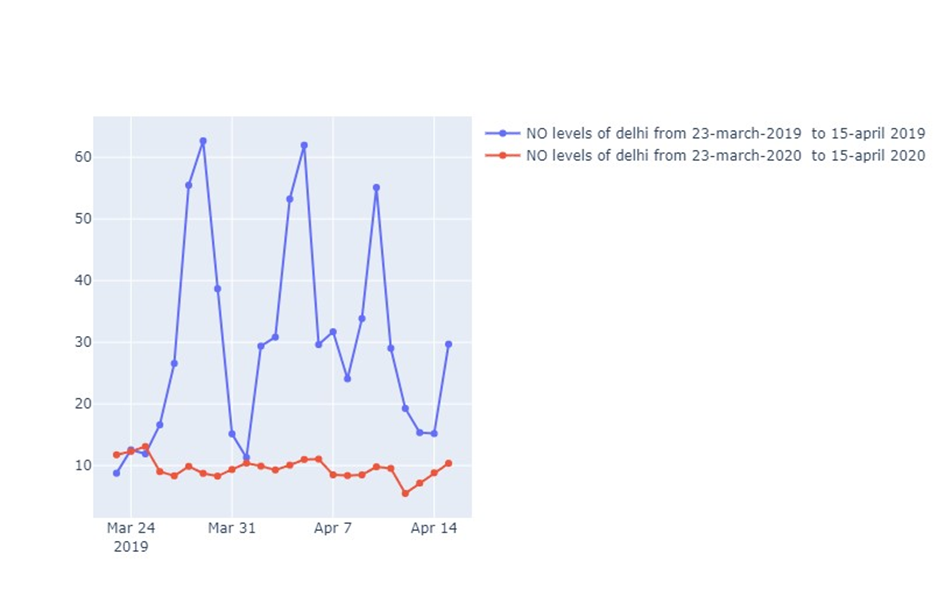 NO levels of delhi from 23-march-2019 to 15-april 2019
NO levels of delhi from 23-march-2020 to 15-april 2020
60
50
40
30
20
10
Mar 24 Mar 31 Apr 7 Apr 14
2019